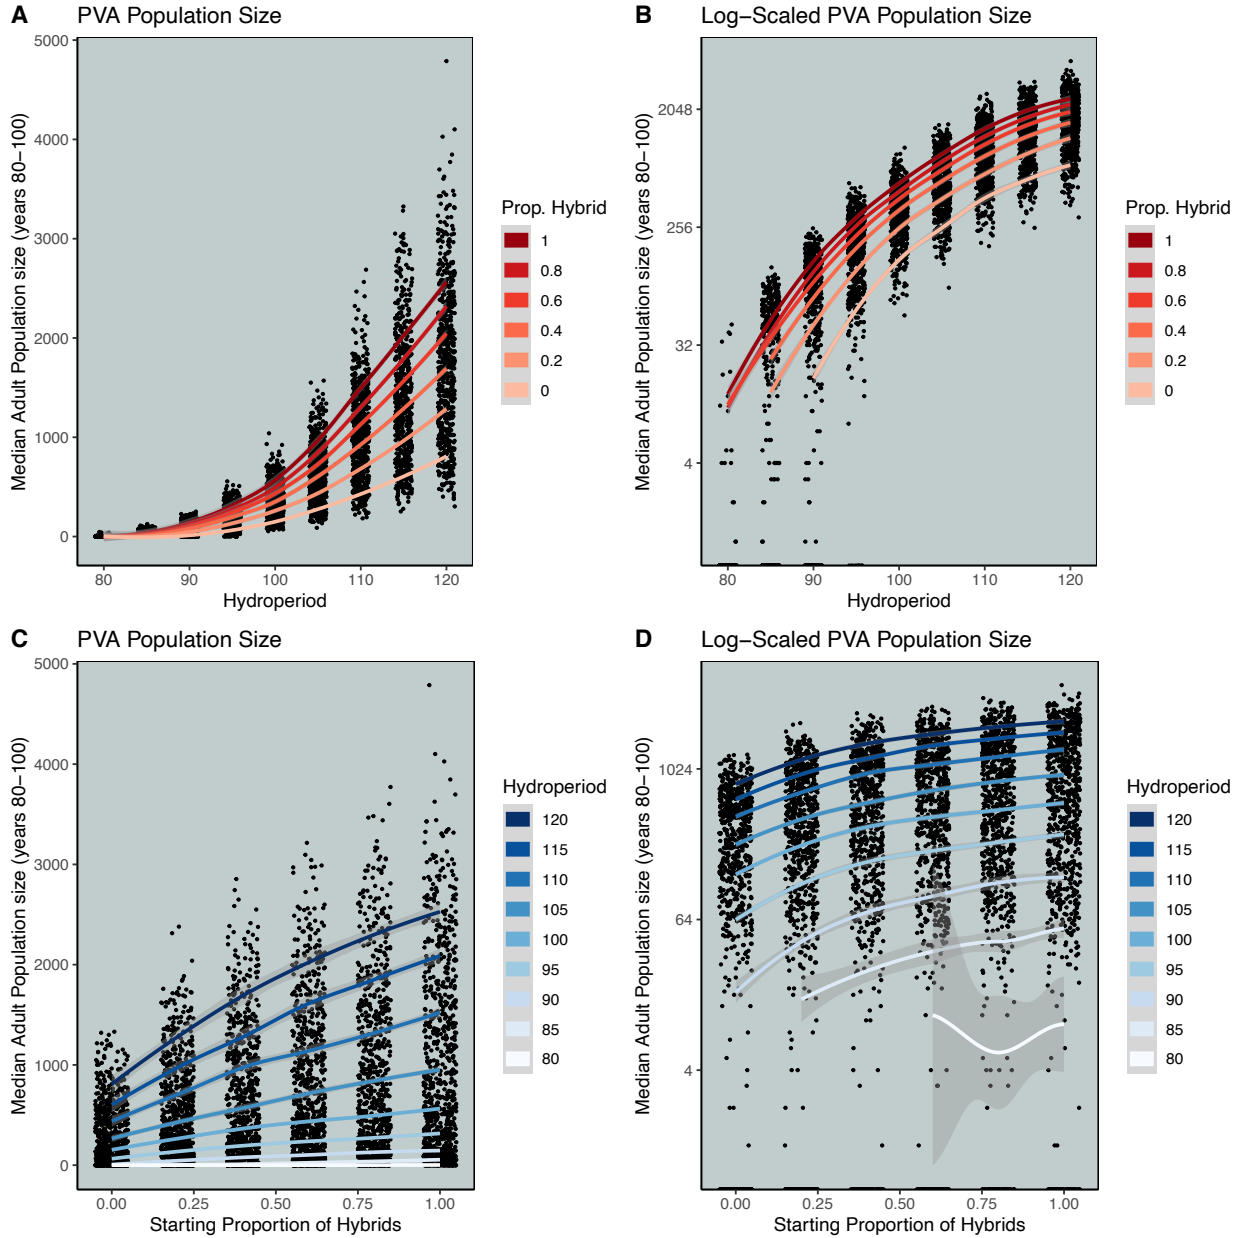 A PVA Population Size
Median Adult Population size (years 80−100)
5000
4000
3000
2000
1000
0
80 90 100 110 120
Hydroperiod
Prop. Hybrid
1
0.8
0.6
0.4
0.2
0
B Log−Scaled PVA Population Size
Median Adult Population size (years 80−100)
2048
256
32
4
80 90 100 110 120
Hydroperiod
Prop. Hybrid
1
0.8
0.6
0.4
0.2
0
C PVA Population Size
Median Adult Population size (years 80−100)
5000
4000
3000
2000
1000
0
0.00 0.25 0.50 0.75 1.00
Starting Proportion of Hybrids
Hydroperiod
120
115
110
105
100
95
90
85
80
D Log−Scaled PVA Population Size
Median Adult Population size (years 80−100)
1024
64
4
0.00 0.25 0.50 0.75 1.00
Starting Proportion of Hybrids
Hydroperiod
120
115
110
105
100
95
90
85
80